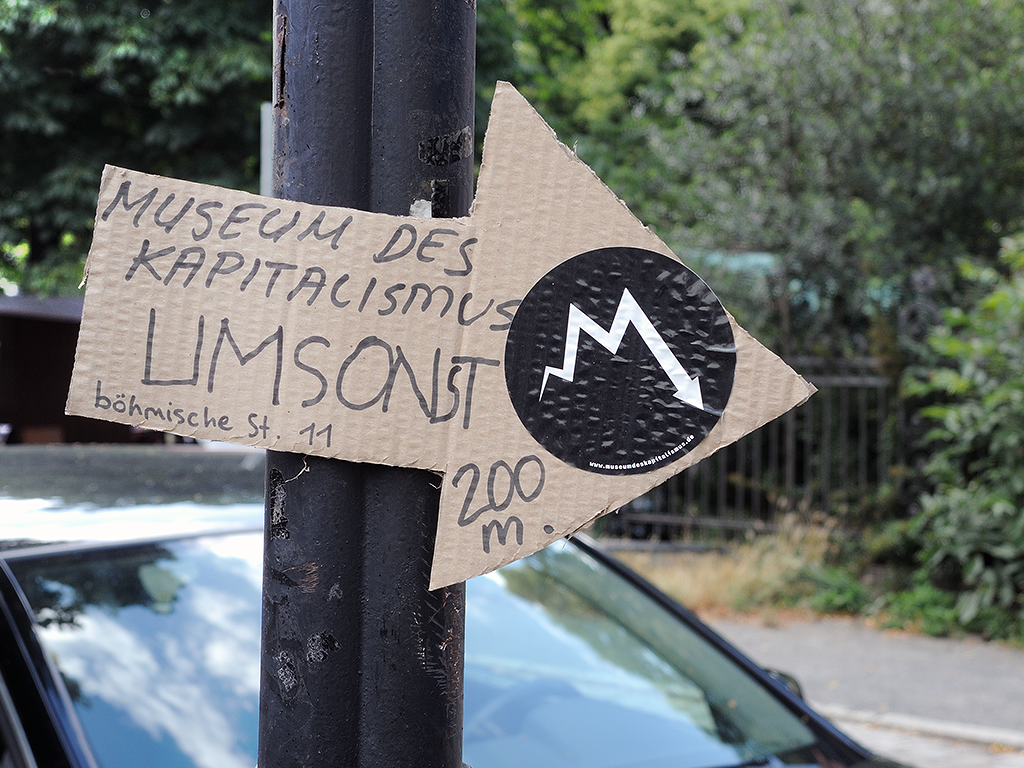 MUSEUM DES
KAPITALISMUS
UMSONST
böhmische St. 11
200
m.
www.museumdeskapitalismus.de